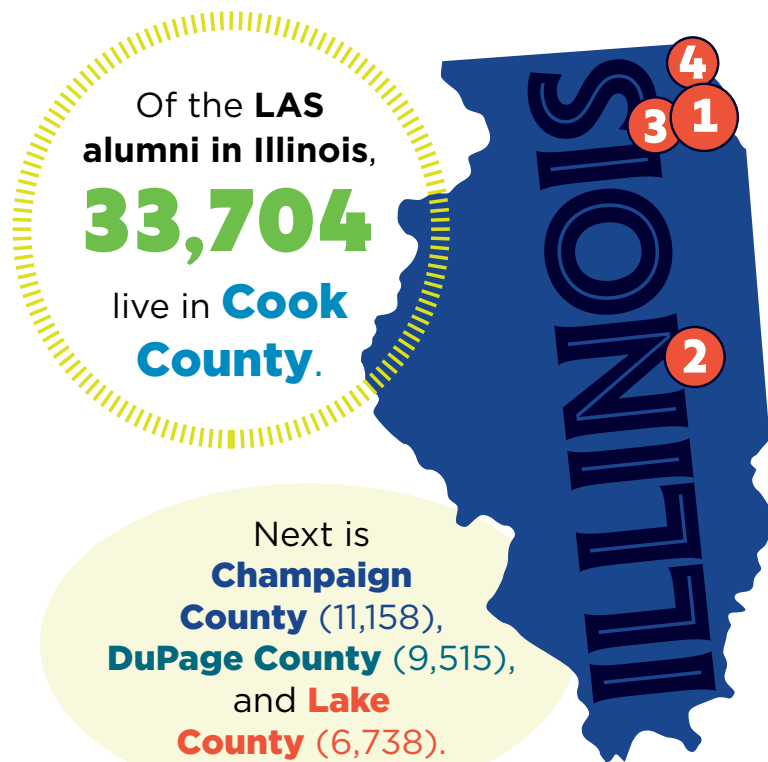 Of the LAS
alumni in Illinois,
33,704
live in Cook
County.
4
3
1
2
ILLINOIS
Next is
Champaign
County (11,158),
DuPage County (9,515),
and Lake
County (6,738).